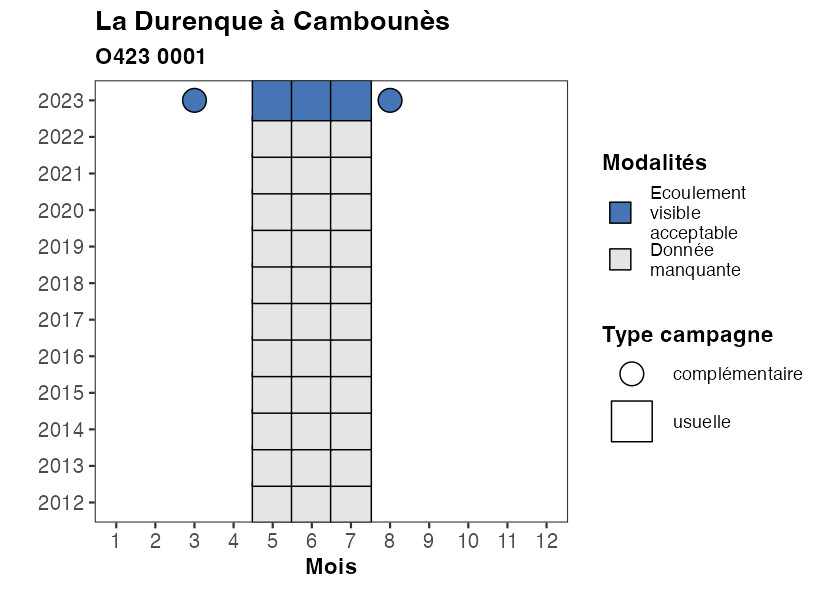 La Durenque à Cambounès
O423 0001
2023
2022
2021
2020
2019
2018
2017
2016
2015
2014
2013
2012
1 2 3 4 5 6 7 8 9 10 11 12
Mois
Modalités
Ecoulement
visible
acceptable
Donnée
manquante
Type campagne
complémentaire
usuelle